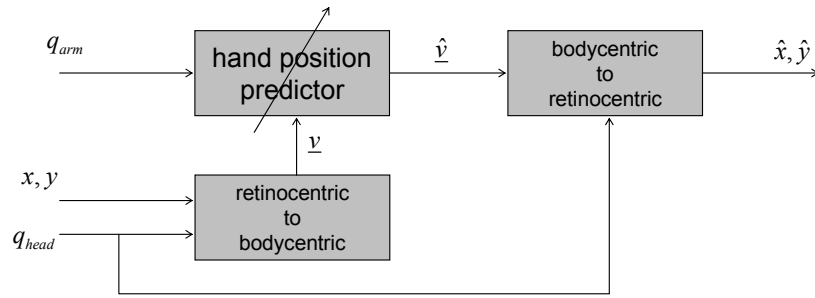 q_arm
hand position
predictor
v̂
bodycentric
to
retinocentric
x̂, ŷ
v
x, y
q_head
retinocentric
to
bodycentric